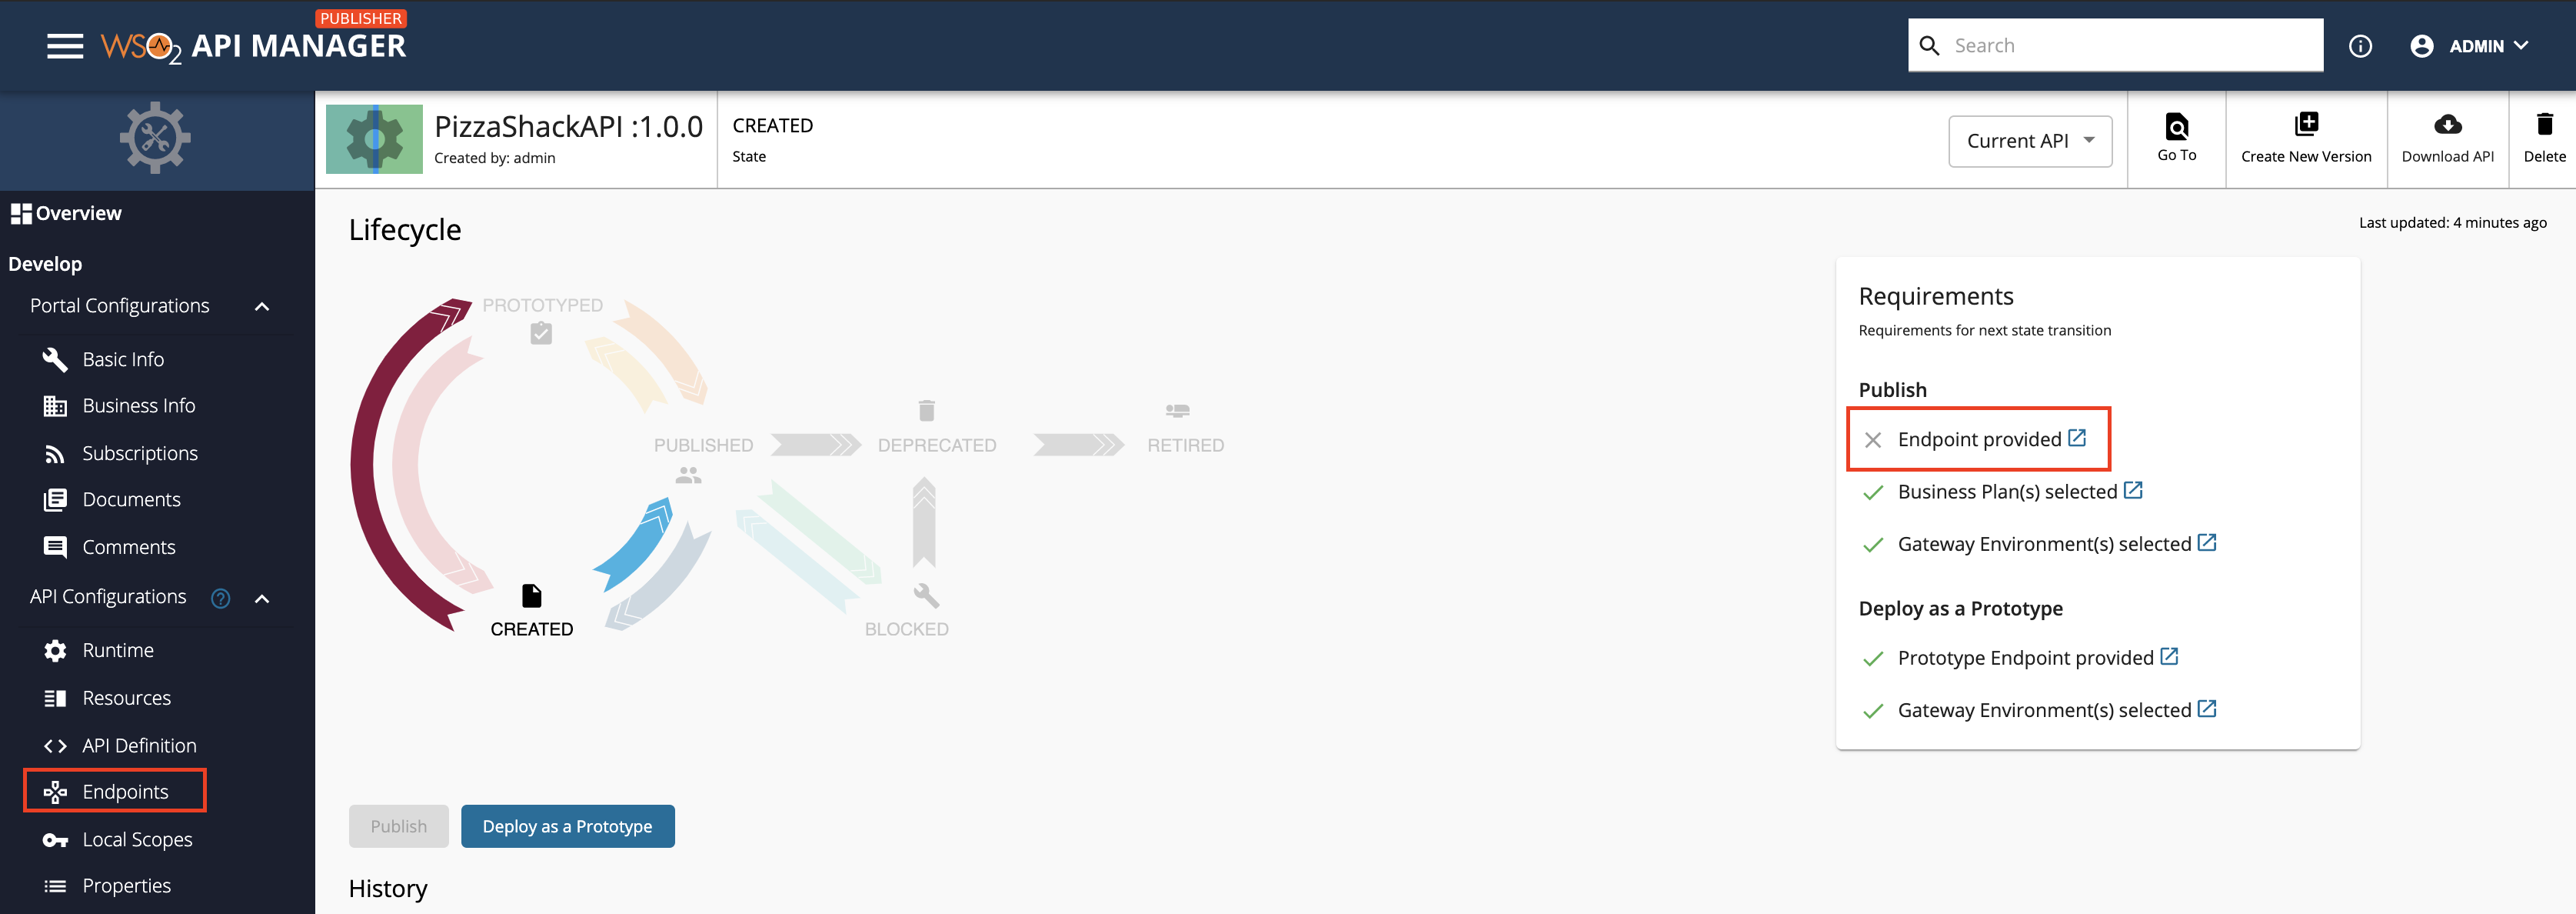 PUBLISHER
WSO2 API MANAGER
Search
ADMIN
PizzaShackAPI :1.0.0
Created by: admin
CREATED
State
Current API
Go To
Create New Version
Download API
Delete
Overview
Develop
Portal Configurations
Basic Info
Business Info
Subscriptions
Documents
Comments
API Configurations
?
Runtime
Resources
API Definition
Endpoints
Local Scopes
Properties
Lifecycle
Last updated: 4 minutes ago
PROTOTYPED
PUBLISHED
DEPRECATED
RETIRED
CREATED
BLOCKED
Requirements
Requirements for next state transition
Publish
Endpoint provided
Business Plan(s) selected
Gateway Environment(s) selected
Deploy as a Prototype
Prototype Endpoint provided
Gateway Environment(s) selected
Publish
Deploy as a Prototype
History